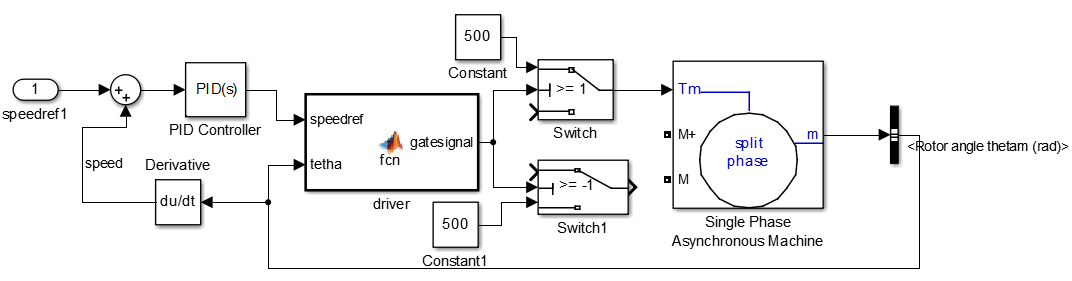 500
Constant
1
speedref1
+
+
PID(s)
PID Controller
speedref
tetha
fcn
gatesignal
driver
>= 1
Switch
>= -1
Switch1
500
Constant1
speed
Derivative
du/dt
Tm
M+
M
split
phase
m
Single Phase
Asynchronous Machine
<Rotor angle thetam (rad)>